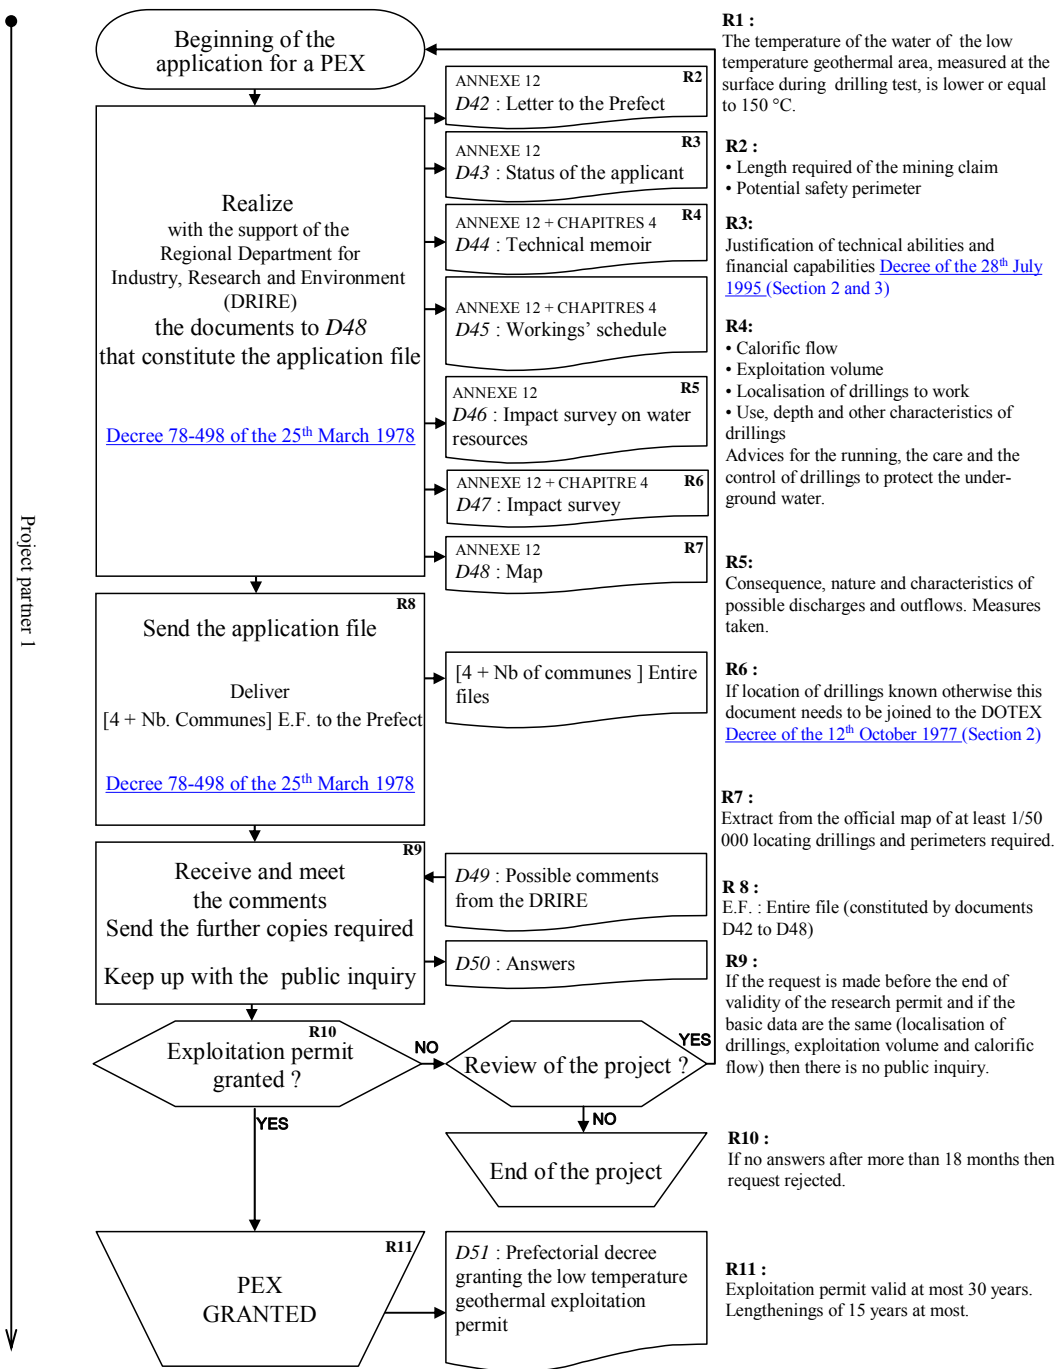 Beginning of the
application for a PEX
Realize
with the support of the
Regional Department for
Industry, Research and Environment
(DRIRE)
the documents to D48
that constitute the application file
Decree 78-498 of the 25th March 1978
ANNEXE 12 R2
D42 : Letter to the Prefect
ANNEXE 12 R3
D43 : Status of the applicant
ANNEXE 12 + CHAPITRES 4 R4
D44 : Technical memoir
ANNEXE 12 + CHAPITRES 4
D45 : Workings' schedule
ANNEXE 12 R5
D46 : Impact survey on water
resources
ANNEXE 12 + CHAPITRE 4 R6
D47 : Impact survey
ANNEXE 12 R7
D48 : Map
R8
Send the application file
Deliver
[4 + Nb. Communes] E.F. to the Prefect
Decree 78-498 of the 25th March 1978
[4 + Nb of communes ] Entire
files
R9
Receive and meet
the comments
Send the further copies required
Keep up with the public inquiry
D49 : Possible comments
from the DRIRE
D50 : Answers
R10
Exploitation permit
granted ?
NO
Review of the project ?
YES
YES
NO
End of the project
R11
PEX
GRANTED
D51 : Prefectorial decree
granting the low temperature
geothermal exploitation
permit
Project partner 1
R1 :
The temperature of the water of the low
temperature geothermal area, measured at the
surface during drilling test, is lower or equal
to 150 °C.
R2 :
• Length required of the mining claim
• Potential safety perimeter
R3:
Justification of technical abilities and
financial capabilities Decree of the 28th July
1995 (Section 2 and 3)
R4:
• Calorific flow
• Exploitation volume
• Localisation of drillings to work
• Use, depth and other characteristics of
drillings
Advices for the running, the care and the
control of drillings to protect the under-
ground water.
R5:
Consequence, nature and characteristics of
possible discharges and outflows. Measures
taken.
R6 :
If location of drillings known otherwise this
document needs to be joined to the DOTEX
Decree of the 12th October 1977 (Section 2)
R7 :
Extract from the official map of at least 1/50
000 locating drillings and perimeters required.
R 8 :
E.F. : Entire file (constituted by documents
D42 to D48)
R9 :
If the request is made before the end of
validity of the research permit and if the
basic data are the same (localisation of
drillings, exploitation volume and calorific
flow) then there is no public inquiry.
R10 :
If no answers after more than 18 months then
request rejected.
R11 :
Exploitation permit valid at most 30 years.
Lengthenings of 15 years at most.